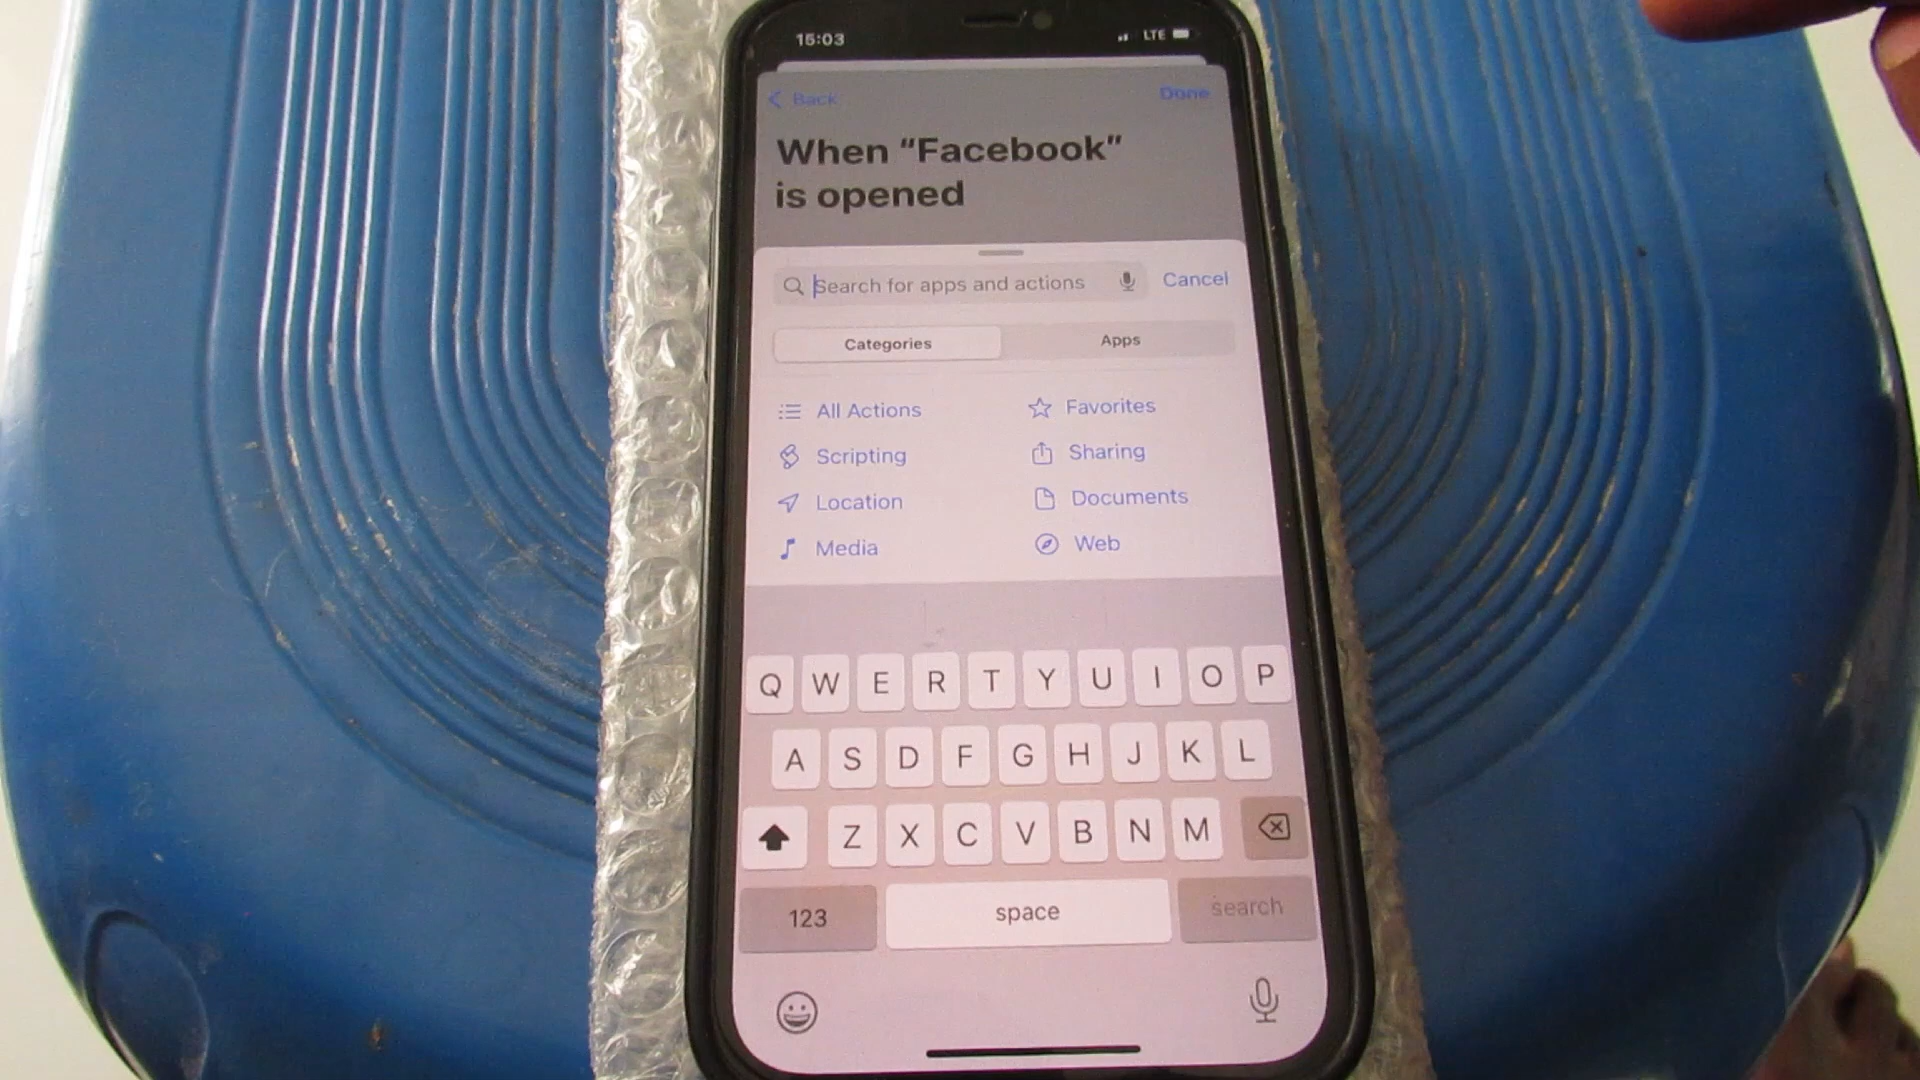 15:03 LTE
Back Done
When "Facebook"
is opened
Search for apps and actions Cancel
Categories Apps
All Actions Favorites
Scripting Sharing
Location Documents
Media Web
Q W E R T Y U I O P
A S D F G H J K L
Z X C V B N M
123 space search